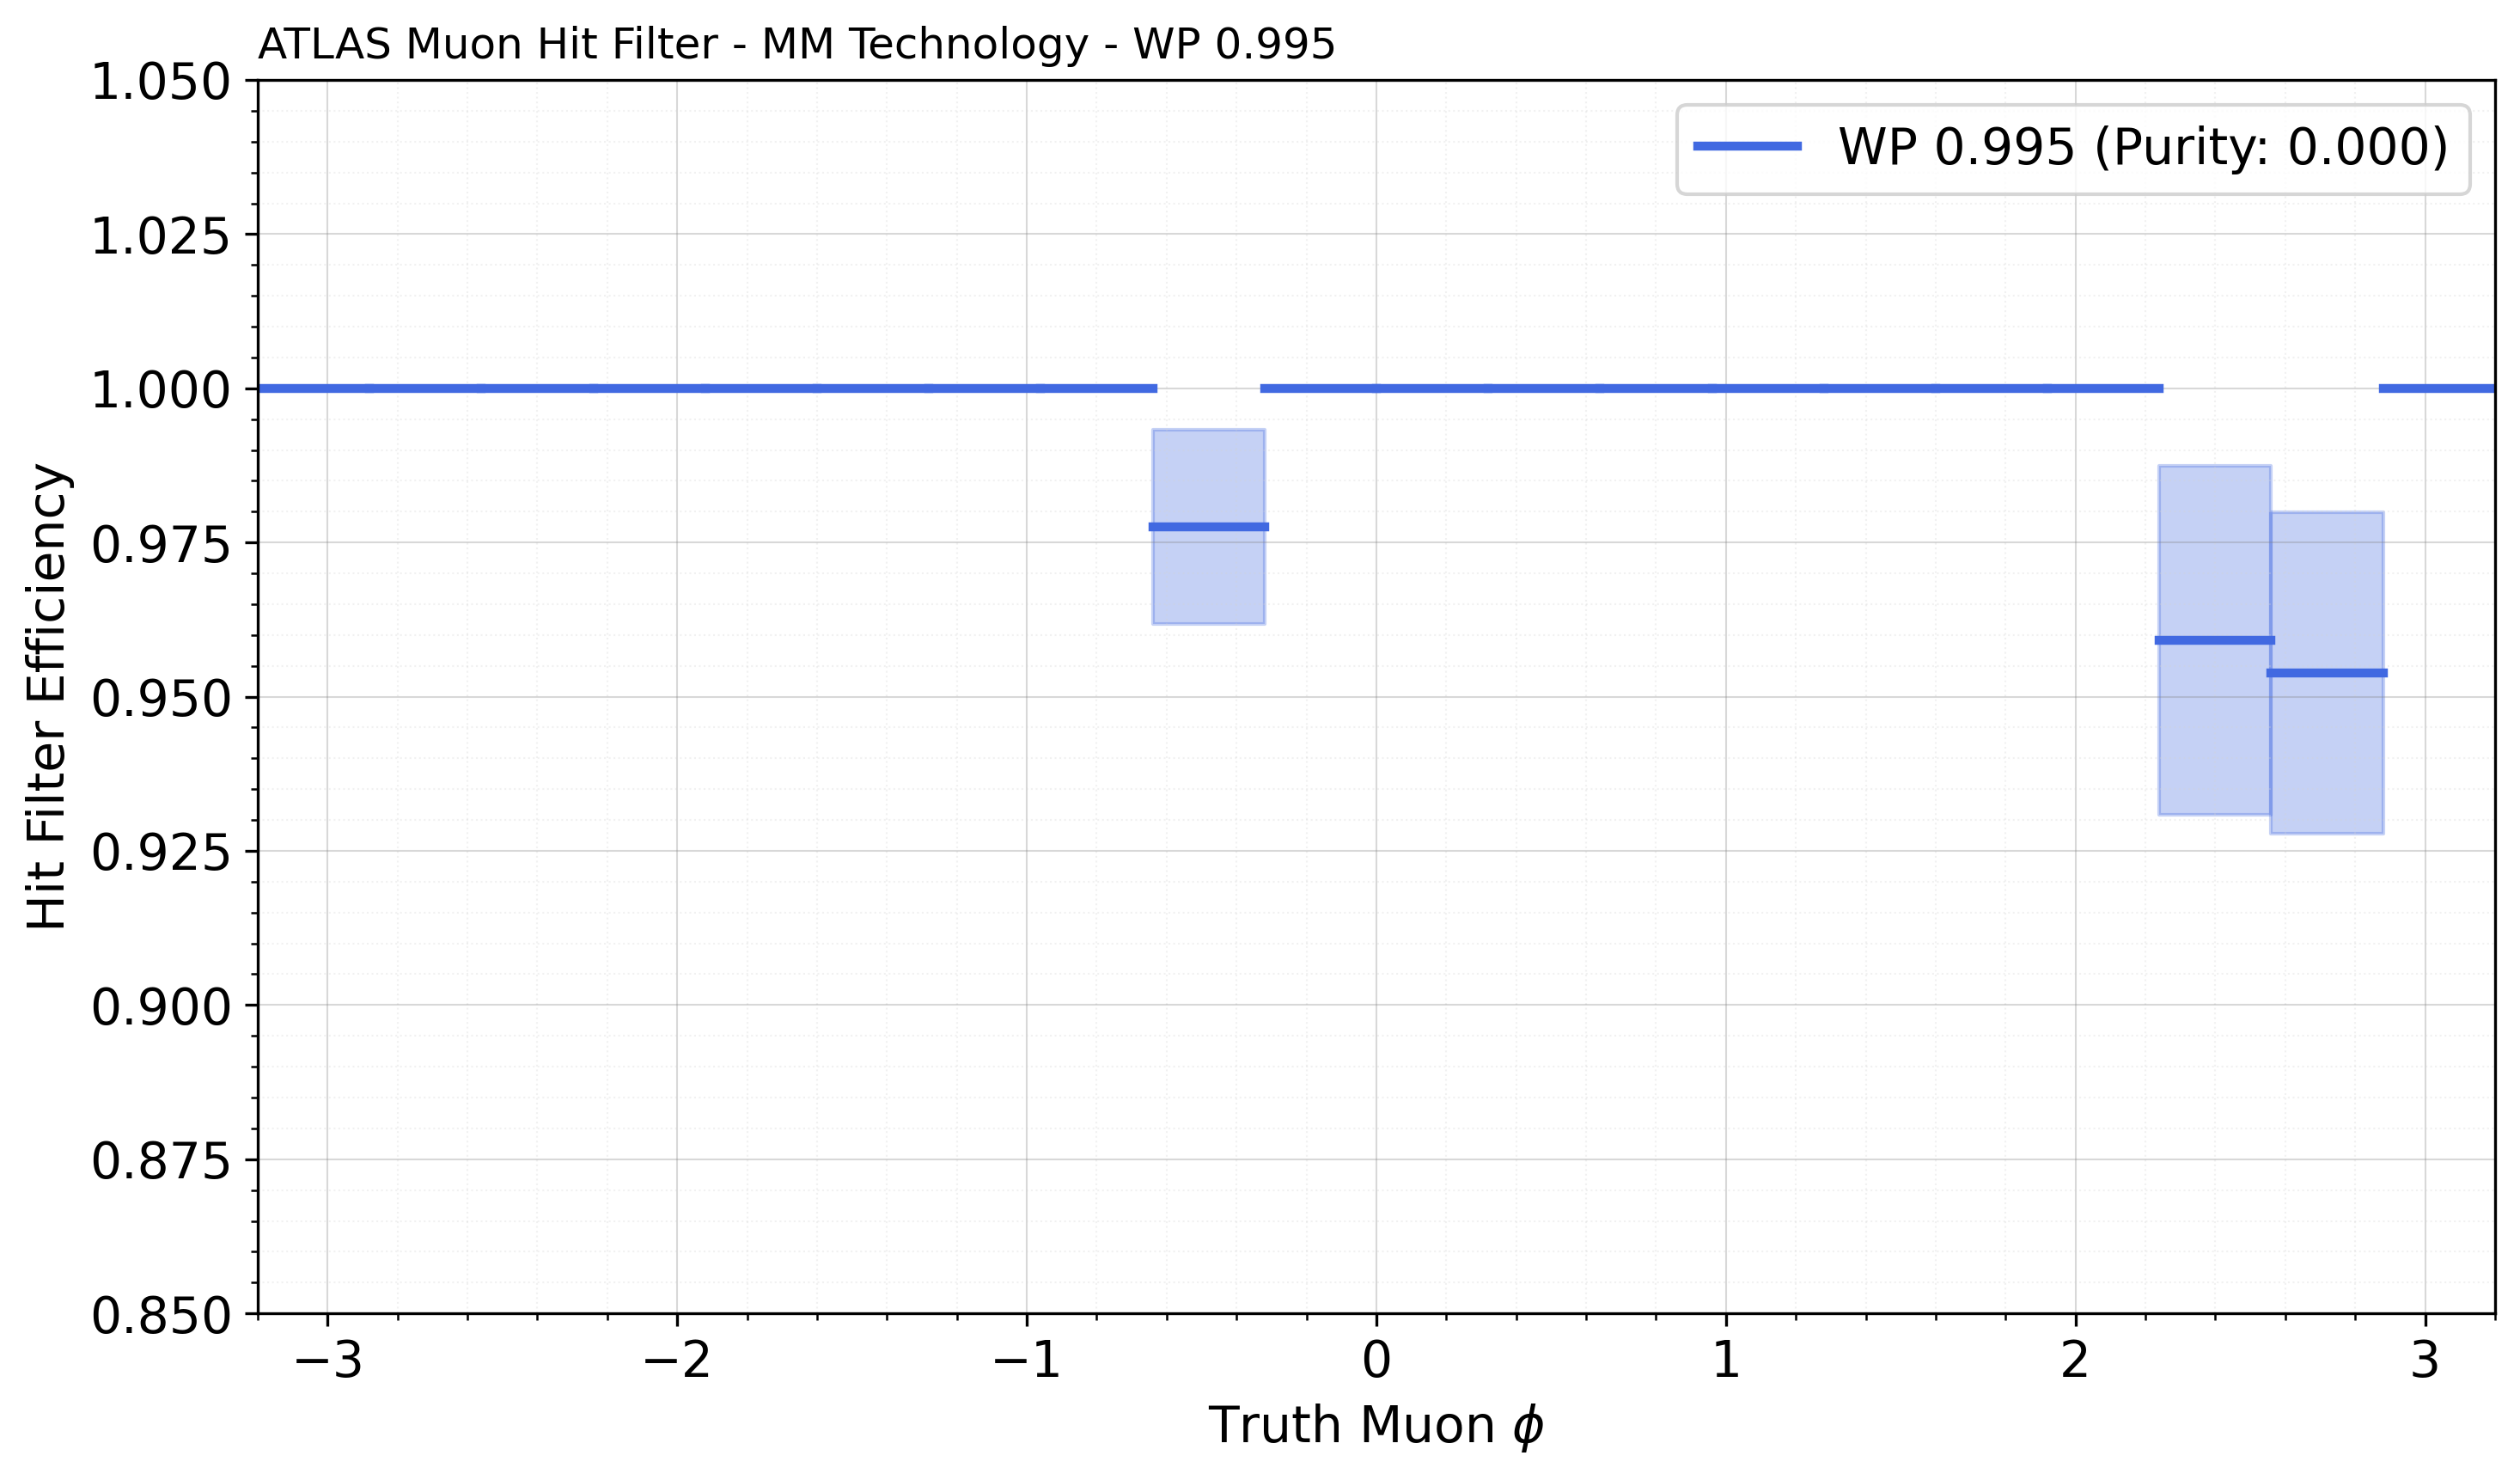 ATLAS Muon Hit Filter - MM Technology - WP 0.995
1.050
1.025
1.000
0.975
0.950
0.925
0.900
0.875
0.850
Hit Filter Efficiency
WP 0.995 (Purity: 0.000)
−3 −2 −1 0 1 2 3
Truth Muon ϕ